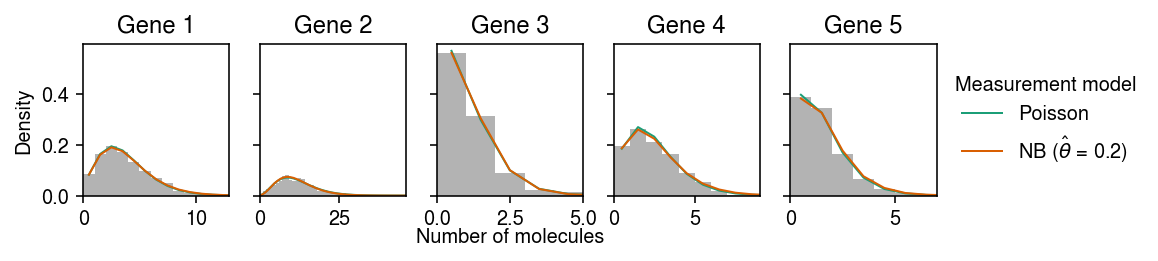 Gene 1
Gene 2
Gene 3
Gene 4
Gene 5
Density
0.4
0.2
0.0
0 10
0 25
0.0 2.5 5.0
0 5
0 5
Number of molecules
Measurement model
Poisson
NB (θ̂ = 0.2)